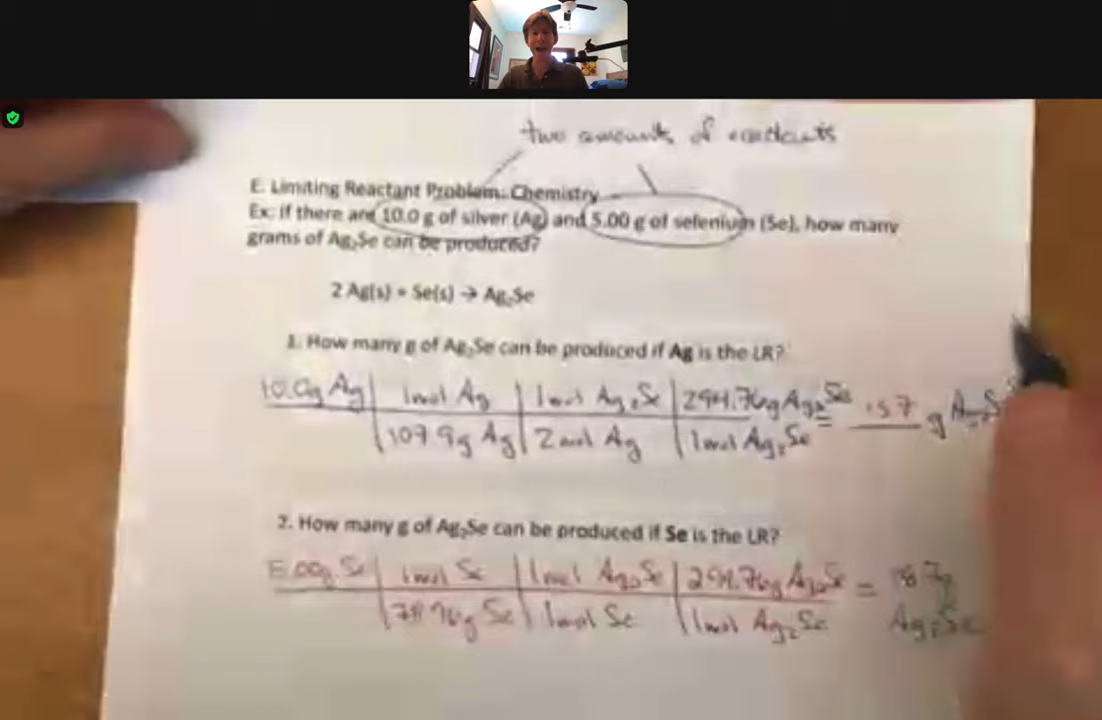 two amounts of reactants
E. Limiting Reactant Problem: Chemistry
Ex: if there are 10.0 g of silver (Ag) and 5.00 g of selenium (Se), how many
grams of Ag₂Se can be produced?
2 Ag(s) + Se(s) → Ag₂Se
1. How many g of Ag₂Se can be produced if Ag is the LR?
10.0g Ag | 1mol Ag | 1mol Ag₂Se | 294.76g Ag₂Se = g Ag₂Se
107.9g Ag | 2mol Ag | 1mol Ag₂Se
2. How many g of Ag₂Se can be produced if Se is the LR?
5.00g Se | 1mol Se | 1mol Ag₂Se | 294.76g Ag₂Se =
78.96g Se | 1mol Se | 1mol Ag₂Se Ag₂Se